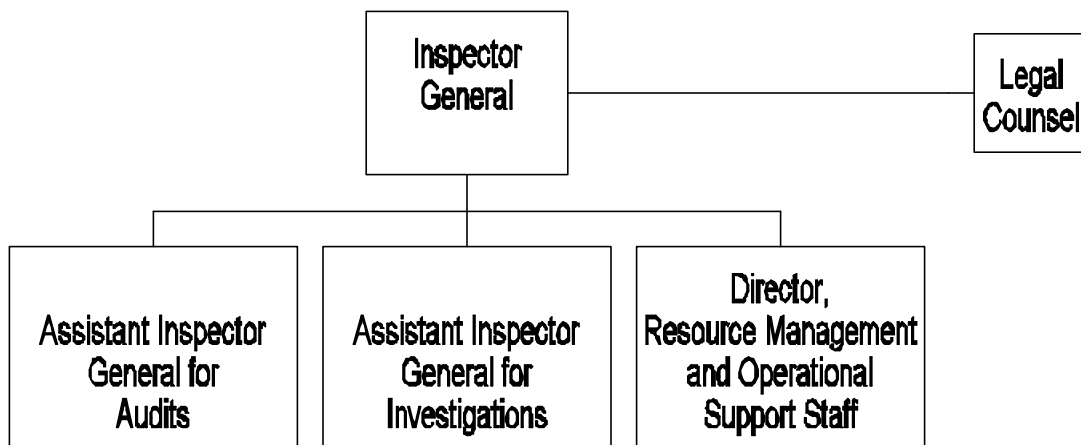 Inspector
General
Legal
Counsel
Assistant Inspector
General for
Audits
Assistant Inspector
General for
Investigations
Director,
Resource Management
and Operational
Support Staff